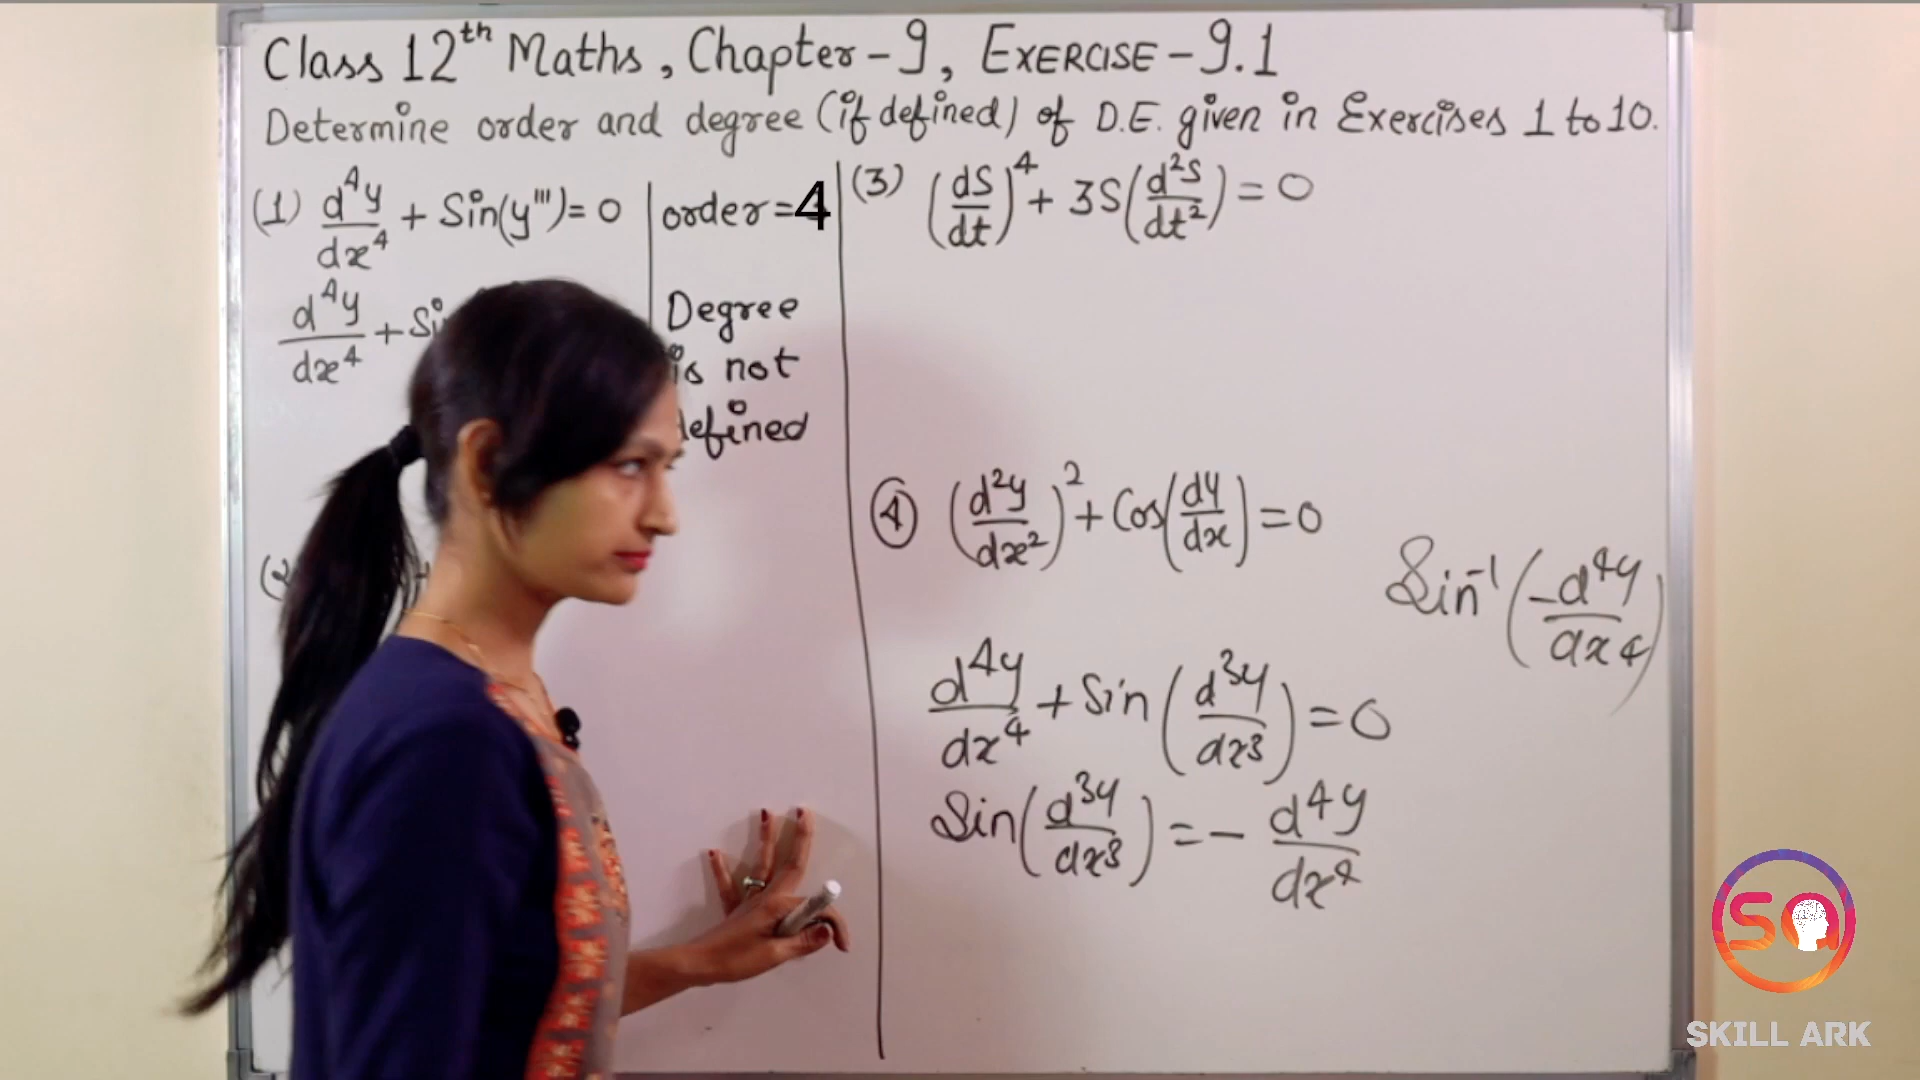 Class 12th Maths, Chapter-9, EXERCISE-9.1
Determine order and degree (if defined) of D.E. given in Exercises 1 to 10.
(1) d⁴y/dx⁴ + Sin(y''')= 0
order=4
d⁴y/dx⁴ +
Degree
is not
defined
(3) (dS/dt)⁴ + 3S(d²S/dt²) = 0
④ (d²y/dx²)² + Cos(dy/dx) = 0
Sin⁻¹(-d⁴y/dx⁴)
d⁴y/dx⁴ + Sin(d³y/dx³) = 0
Sin(d³y/dx³) = - d⁴y/dx⁴
SA
SKILL ARK